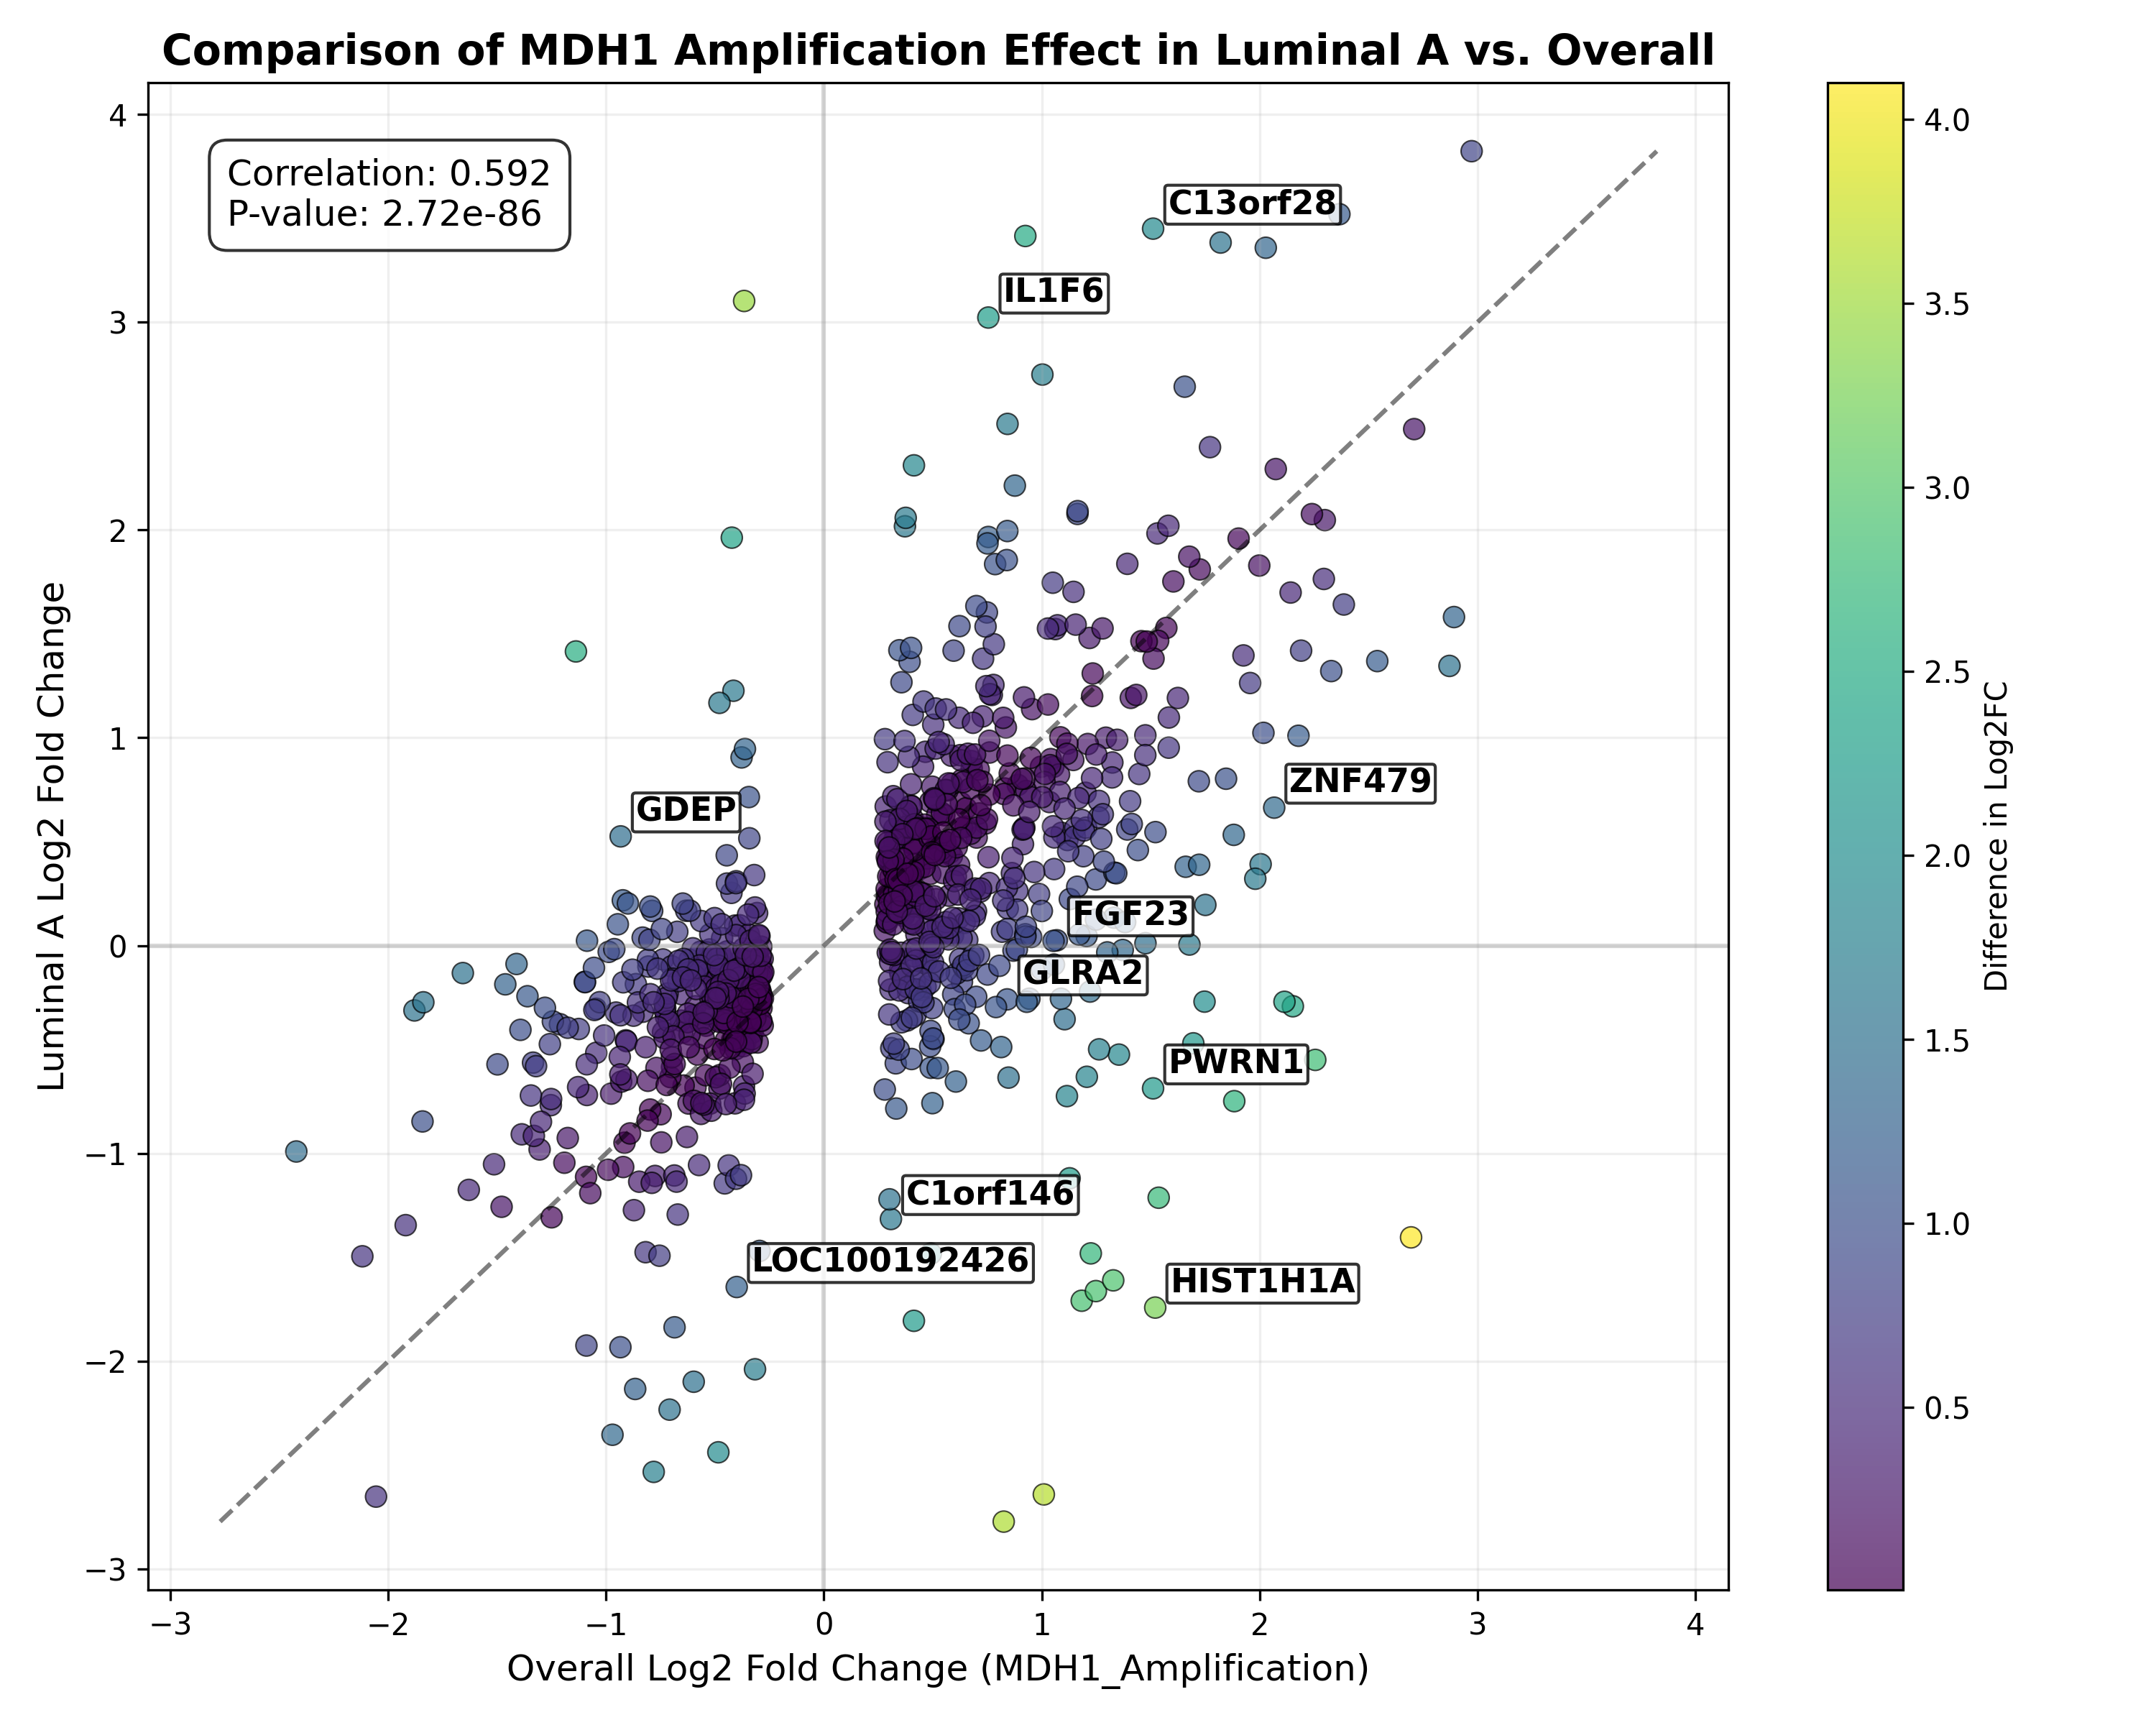 Comparison of MDH1 Amplification Effect in Luminal A vs. Overall
Correlation: 0.592
P-value: 2.72e-86
C13orf28
IL1F6
GDEP
ZNF479
FGF23
GLRA2
PWRN1
C1orf146
LOC100192426
HIST1H1A
4
3
2
1
0
−1
−2
−3
Luminal A Log2 Fold Change
−3
−2
−1
0
1
2
3
4
Overall Log2 Fold Change (MDH1_Amplification)
4.0
3.5
3.0
2.5
2.0
1.5
1.0
0.5
Difference in Log2FC